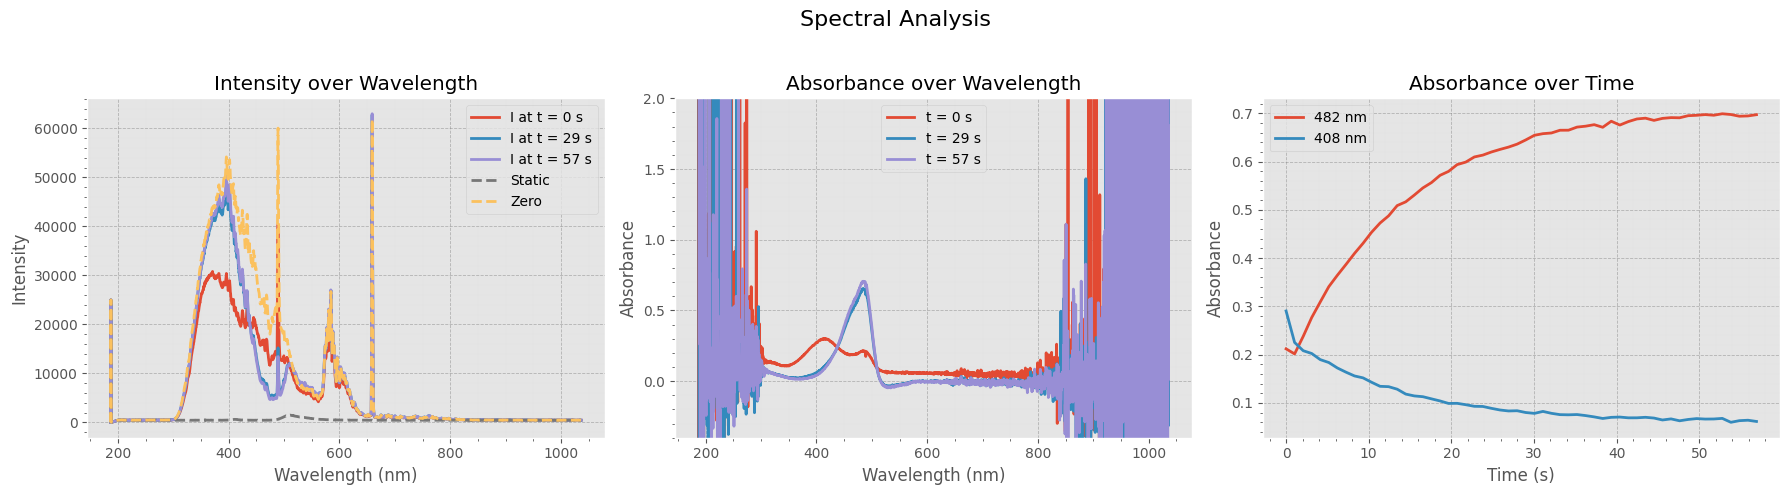 Spectral Analysis
Intensity over Wavelength
Intensity
60000
50000
40000
30000
20000
10000
0
200
400
600
800
1000
Wavelength (nm)
I at t = 0 s
I at t = 29 s
I at t = 57 s
Static
Zero
Absorbance over Wavelength
Absorbance
2.0
1.5
1.0
0.5
0.0
200
400
600
800
1000
Wavelength (nm)
t = 0 s
t = 29 s
t = 57 s
Absorbance over Time
Absorbance
0.7
0.6
0.5
0.4
0.3
0.2
0.1
0
10
20
30
40
50
Time (s)
482 nm
408 nm